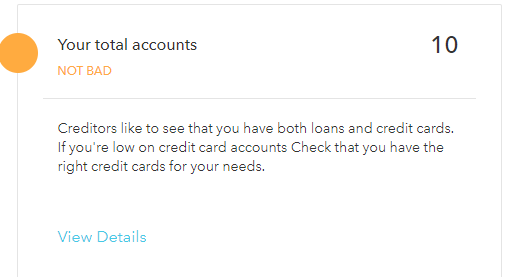 Your total accounts 10
NOT BAD
Creditors like to see that you have both loans and credit cards.
If you're low on credit card accounts Check that you have the
right credit cards for your needs.
View Details